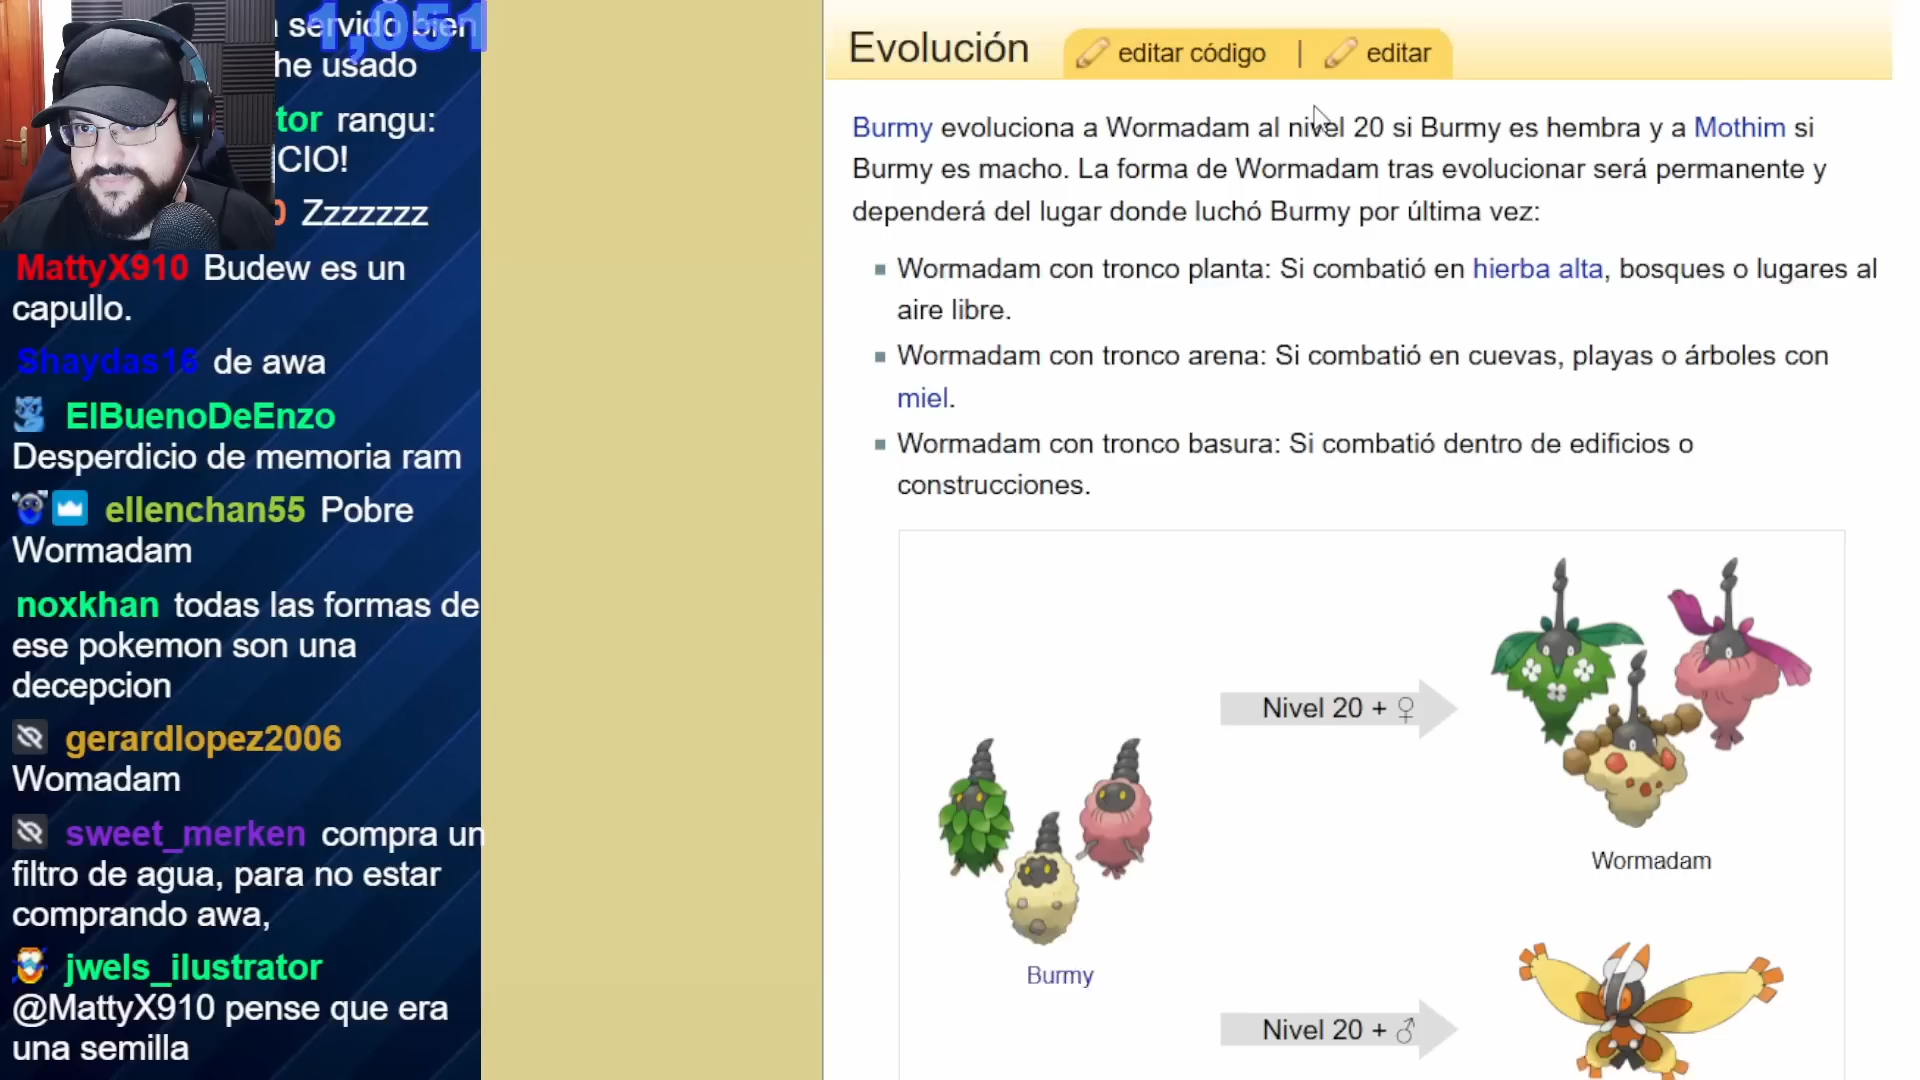 servido bien
1,051
he usado
tor rangu:
CIO!
Zzzzzzz
MattyX910 Budew es un
capullo.
Shaydas16 de awa
ElBuenoDeEnzo
Desperdicio de memoria ram
ellenchan55 Pobre
Wormadam
noxkhan todas las formas de
ese pokemon son una
decepcion
gerardlopez2006
Womadam
sweet_merken compra un
filtro de agua, para no estar
comprando awa,
jwels_ilustrator
@MattyX910 pense que era
una semilla
Evolución editar código | editar
Burmy evoluciona a Wormadam al nivel 20 si Burmy es hembra y a Mothim si
Burmy es macho. La forma de Wormadam tras evolucionar será permanente y
dependerá del lugar donde luchó Burmy por última vez:
Wormadam con tronco planta: Si combatió en hierba alta, bosques o lugares al
aire libre.
Wormadam con tronco arena: Si combatió en cuevas, playas o árboles con
miel.
Wormadam con tronco basura: Si combatió dentro de edificios o
construcciones.
Nivel 20 + ♀
Wormadam
Burmy
Nivel 20 + ♂